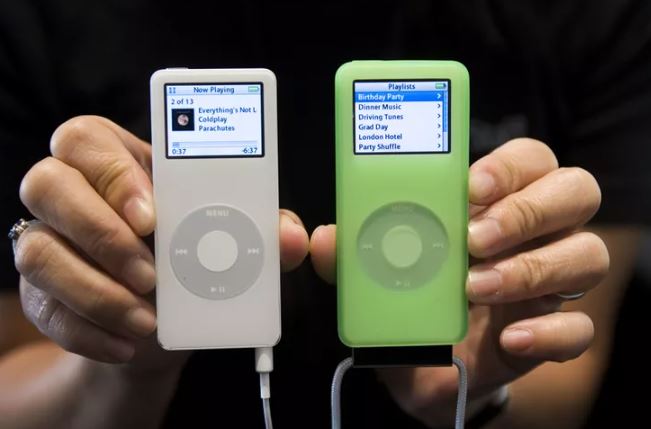 Now Playing
2 of 13
Everything's Not L
Coldplay
Parachutes
0:37 -6:37
MENU
Playlists
Birthday Party
Dinner Music
Driving Tunes
Grad Day
London Hotel
Party Shuffle
MENU